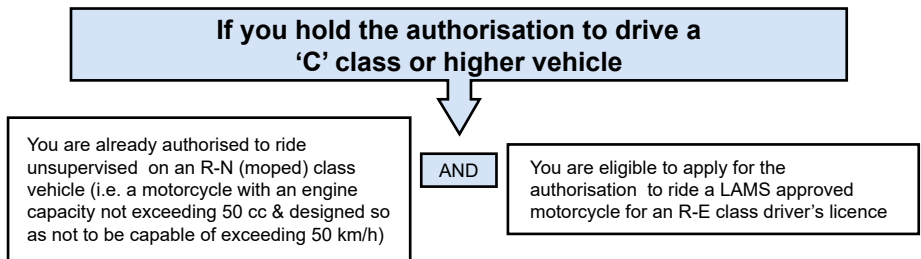 If you hold the authorisation to drive a
‘C’ class or higher vehicle
You are already authorised to ride
unsupervised on an R-N (moped) class
vehicle (i.e. a motorcycle with an engine
capacity not exceeding 50 cc & designed so
as not to be capable of exceeding 50 km/h)
AND
You are eligible to apply for the
authorisation to ride a LAMS approved
motorcycle for an R-E class driver’s licence